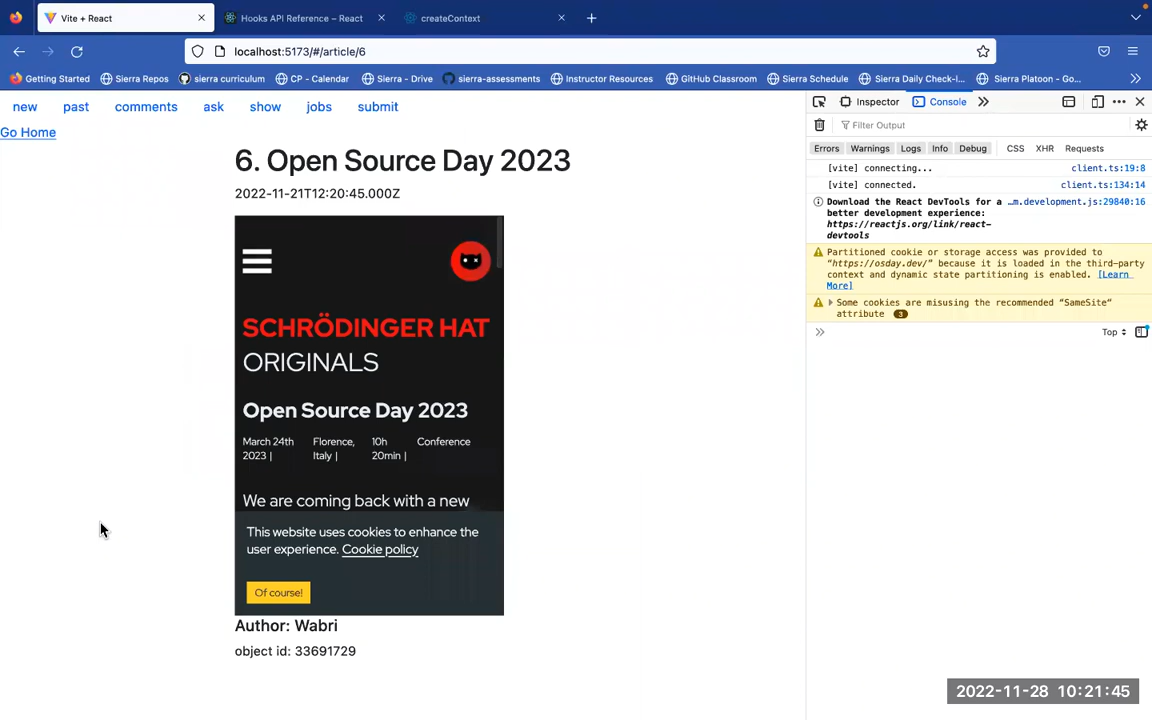 Vite + React
Hooks API Reference – React
createContext
localhost:5173/#/article/6
Getting Started
Sierra Repos
sierra curriculum
CP - Calendar
Sierra - Drive
sierra-assessments
Instructor Resources
GitHub Classroom
Sierra Schedule
Sierra Daily Check-I...
Sierra Platoon - Go...
new
past
comments
ask
show
jobs
submit
Go Home
6. Open Source Day 2023
2022-11-21T12:20:45.000Z
SCHRÖDINGER HAT
ORIGINALS
Open Source Day 2023
March 24th 2023 |
Florence, Italy |
10h 20min |
Conference
We are coming back with a new
This website uses cookies to enhance the
user experience. Cookie policy
Of course!
Author: Wabri
object id: 33691729
Inspector
Console
Filter Output
Errors
Warnings
Logs
Info
Debug
CSS
XHR
Requests
[vite] connecting... client.ts:19:8
[vite] connected. client.ts:134:14
Download the React DevTools for a …m.development.js:29840:16
better development experience:
https://reactjs.org/link/react-
devtools
Partitioned cookie or storage access was provided to
“https://osday.dev/” because it is loaded in the third-party
context and dynamic state partitioning is enabled. [Learn
More]
Some cookies are misusing the recommended “SameSite“
attribute 3
Top
2022-11-28 10:21:45